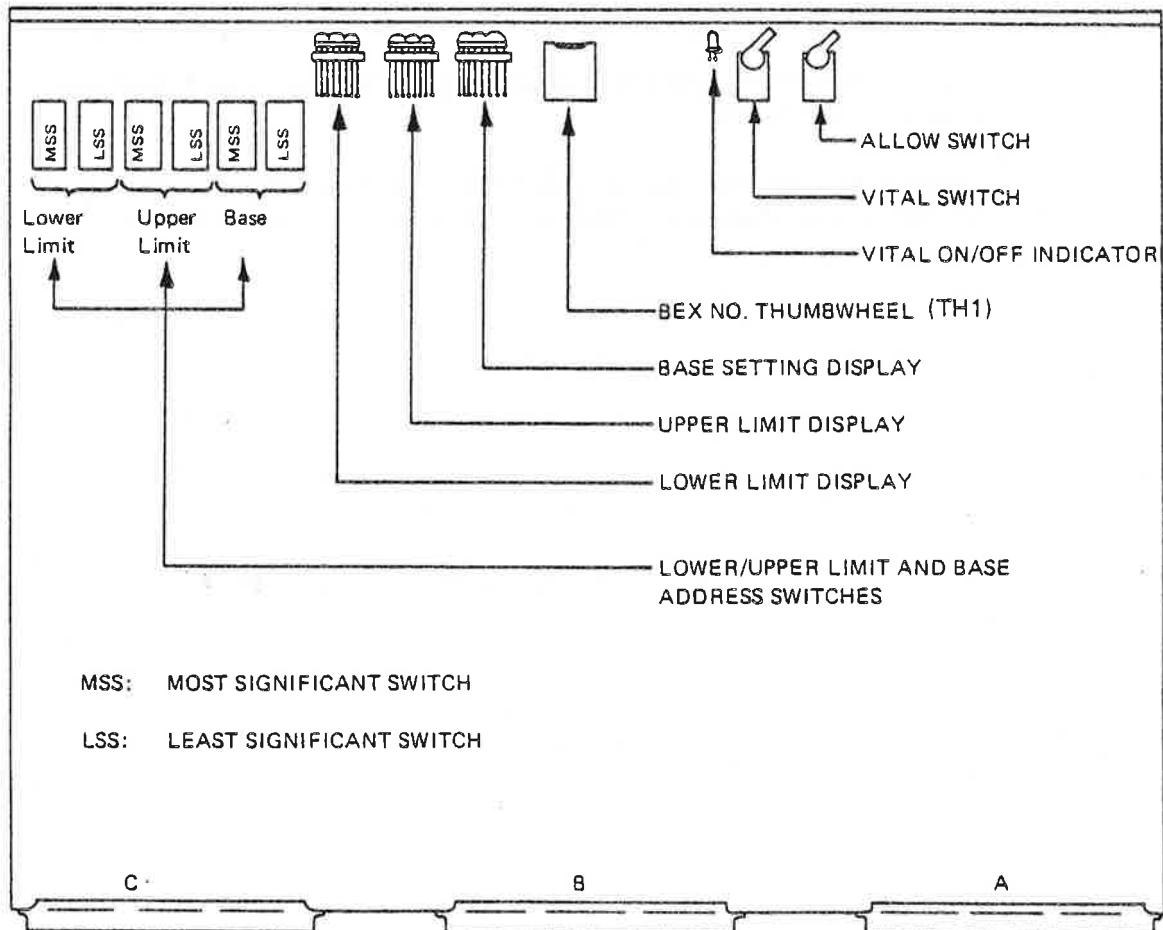 MSS LSS MSS LSS MSS LSS
Lower Limit
Upper Limit
Base
ALLOW SWITCH
VITAL SWITCH
VITAL ON/OFF INDICATOR
BEX NO. THUMBWHEEL (TH1)
BASE SETTING DISPLAY
UPPER LIMIT DISPLAY
LOWER LIMIT DISPLAY
LOWER/UPPER LIMIT AND BASE
ADDRESS SWITCHES
MSS: MOST SIGNIFICANT SWITCH
LSS: LEAST SIGNIFICANT SWITCH
C B A